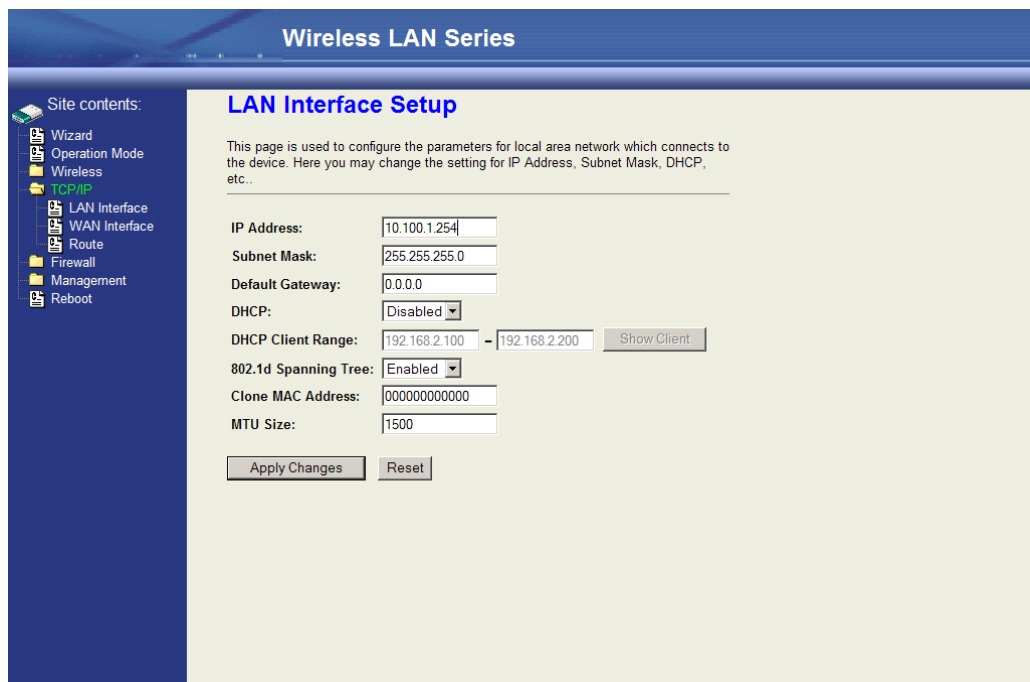 Wireless LAN Series
Site contents:
Wizard
Operation Mode
Wireless
TCP/IP
LAN Interface
WAN Interface
Route
Firewall
Management
Reboot
LAN Interface Setup
This page is used to configure the parameters for local area network which connects to
the device. Here you may change the setting for IP Address, Subnet Mask, DHCP,
etc..
IP Address: 10.100.1.254
Subnet Mask: 255.255.255.0
Default Gateway: 0.0.0.0
DHCP: Disabled
DHCP Client Range: 192.168.2.100 - 192.168.2.200 Show Client
802.1d Spanning Tree: Enabled
Clone MAC Address: 000000000000
MTU Size: 1500
Apply Changes Reset